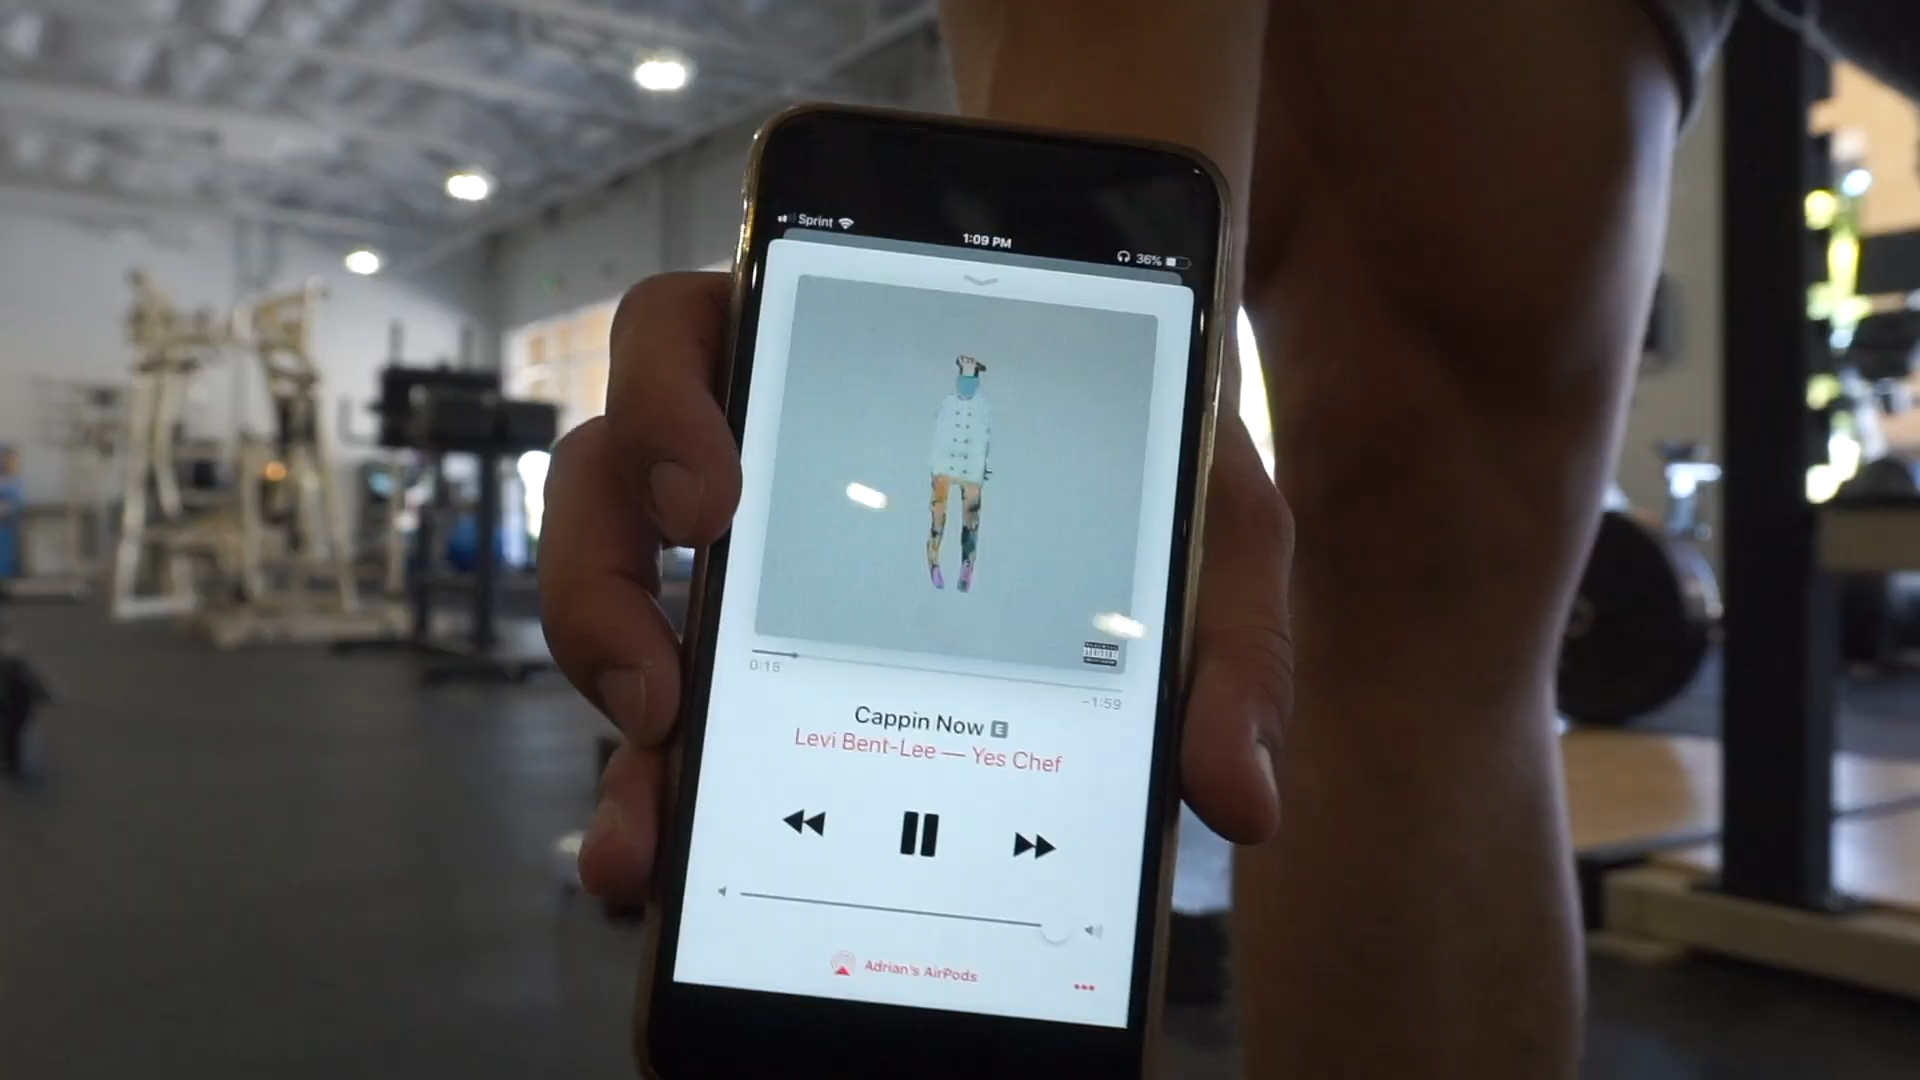 Sprint
1:09 PM
36%
0:15
-1:59
Cappin Now E
Levi Bent-Lee — Yes Chef
Adrian's AirPods